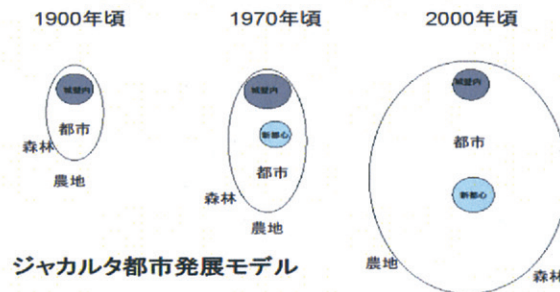 1900年頃
1970年頃
2000年頃
城壁内
都市
森林
農地
城壁内
新都心
都市
森林
農地
城壁内
都市
新都心
農地
森林
ジャカルタ都市発展モデル